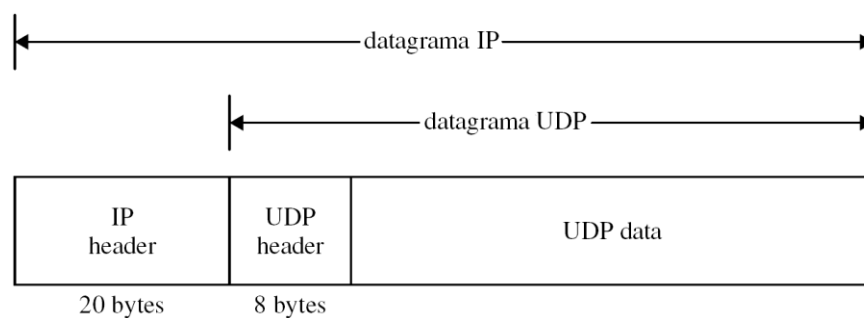 datagrama IP
datagrama UDP
IP
header
UDP
header
UDP data
20 bytes
8 bytes